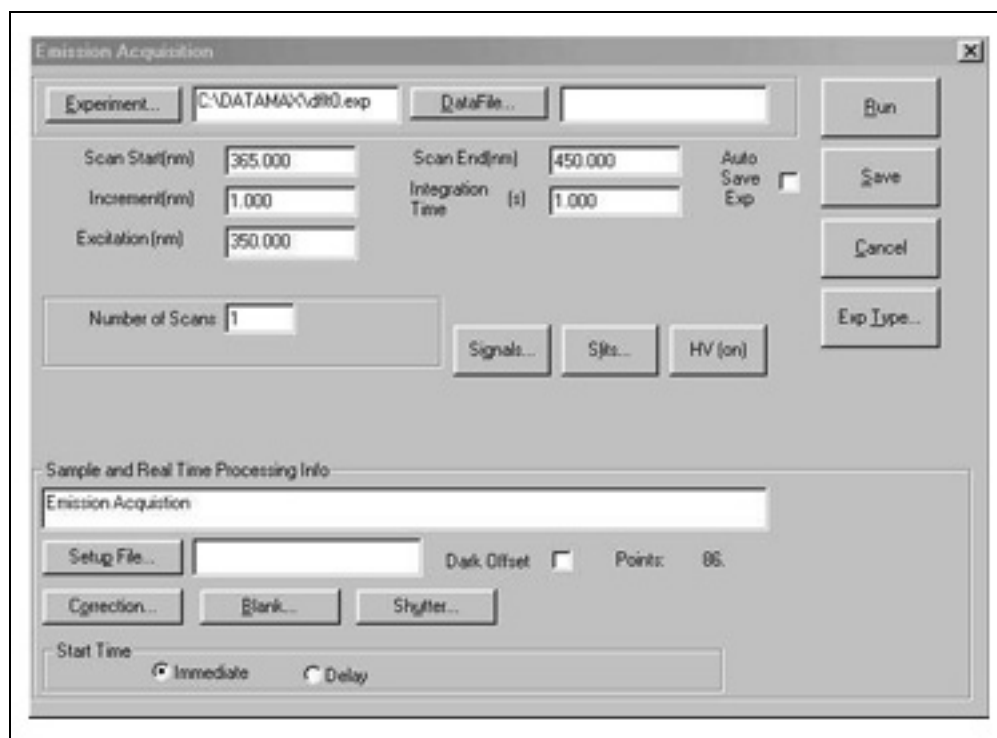 Emission Acquisition
Experiment... C:\DATAMAX\dflt0.exp DataFile... Run
Scan Start(nm) 365.000 Scan End(nm) 450.000 Auto Save Exp Save
Increment(nm) 1.000 Integration Time (s) 1.000
Excitation (nm) 350.000 Cancel
Number of Scans 1 Exp Type...
Signals... Slits... HV (on)
Sample and Real Time Processing Info
Emission Acquistion
Setup File... Dark Offset Points: 86.
Correction... Blank... Shutter...
Start Time
Immediate Delay